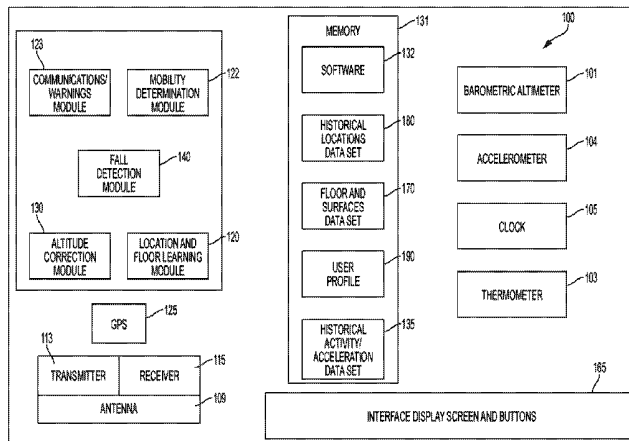 100
123
COMMUNICATIONS/
WARNINGS
MODULE
MOBILITY
DETERMINATION
MODULE
122
FALL
DETECTION
MODULE
140
130
ALTITUDE
CORRECTION
MODULE
LOCATION AND
FLOOR LEARNING
MODULE
120
GPS
125
113
TRANSMITTER
RECEIVER
115
ANTENNA
109
MEMORY
131
SOFTWARE
132
HISTORICAL
LOCATIONS
DATA SET
180
FLOOR AND
SURFACES
DATA SET
170
USER
PROFILE
190
HISTORICAL
ACTIVITY/
ACCELERATION
DATA SET
135
BAROMETRIC ALTIMETER
101
ACCELEROMETER
104
CLOCK
105
THERMOMETER
103
INTERFACE DISPLAY SCREEN AND BUTTONS
165